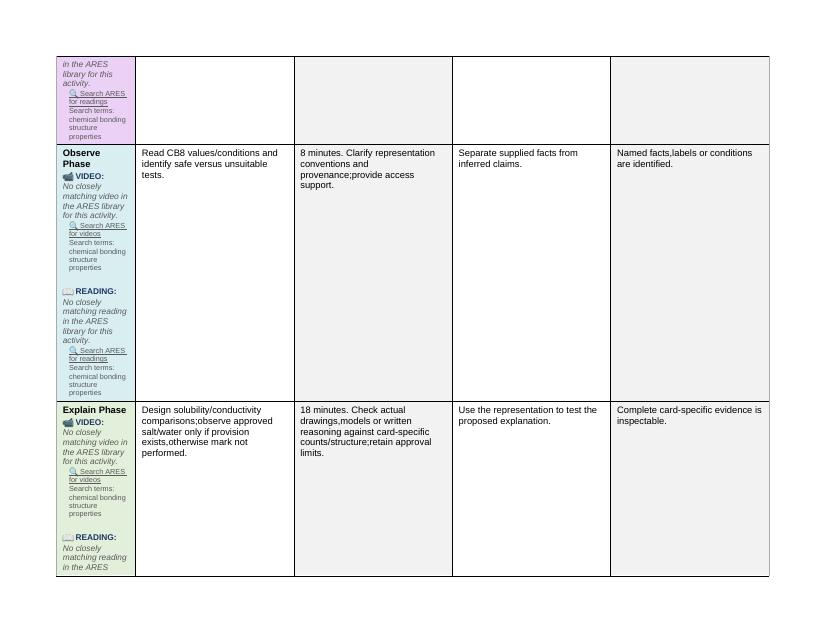 in the ARES
library for this
activity.
🔍 Search ARES
for readings
Search terms:
chemical bonding
structure
properties
Observe
Phase
📹 VIDEO:
No closely
matching video in
the ARES library
for this activity.
🔍 Search ARES
for videos
Search terms:
chemical bonding
structure
properties
📖 READING:
No closely
matching reading
in the ARES
library for this
activity.
🔍 Search ARES
for readings
Search terms:
chemical bonding
structure
properties
Read CB8 values/conditions and
identify safe versus unsuitable
tests.
8 minutes. Clarify representation
conventions and
provenance;provide access
support.
Separate supplied facts from
inferred claims.
Named facts,labels or conditions
are identified.
Explain Phase
📹 VIDEO:
No closely
matching video in
the ARES library
for this activity.
🔍 Search ARES
for videos
Search terms:
chemical bonding
structure
properties
📖 READING:
No closely
matching reading
in the ARES
Design solubility/conductivity
comparisons;observe approved
salt/water only if provision
exists,otherwise mark not
performed.
18 minutes. Check actual
drawings,models or written
reasoning against card-specific
counts/structure;retain approval
limits.
Use the representation to test the
proposed explanation.
Complete card-specific evidence is
inspectable.